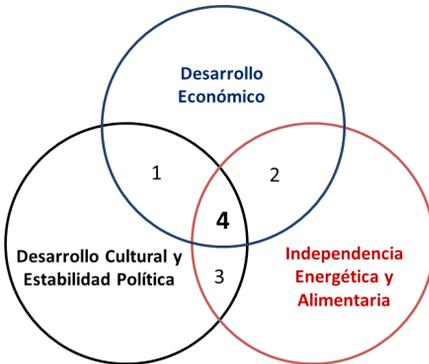 Desarrollo
Económico
1
2
4
Desarrollo Cultural y
Estabilidad Política
3
Independencia
Energética y
Alimentaria